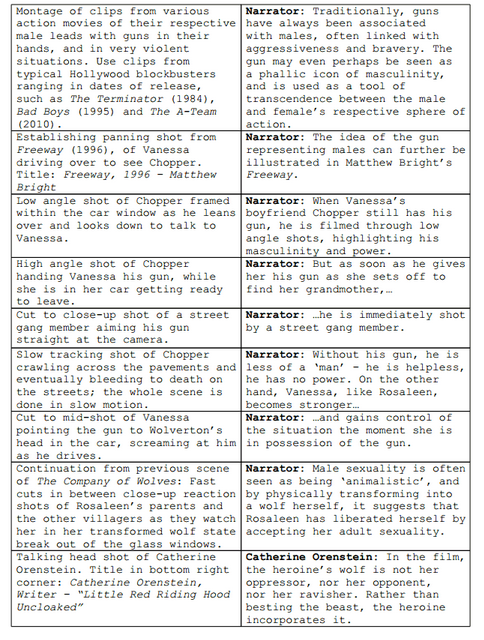 Montage of clips from various
action movies of their respective
male leads with guns in their
hands, and in very violent
situations. Use clips from
typical Hollywood blockbusters
ranging in dates of release,
such as The Terminator (1984),
Bad Boys (1995) and The A-Team
(2010).
Narrator: Traditionally, guns
have always been associated
with males, often linked with
aggressiveness and bravery. The
gun may even perhaps be seen as
a phallic icon of masculinity,
and is used as a tool of
transcendence between the male
and female's respective sphere of
action.
Establishing panning shot from
Freeway (1996), of Vanessa
driving over to see Chopper.
Title: Freeway, 1996 – Matthew
Bright
Narrator: The idea of the gun
representing males can further be
illustrated in Matthew Bright's
Freeway.
Low angle shot of Chopper framed
within the car window as he leans
over and looks down to talk to
Vanessa.
Narrator: When Vanessa's
boyfriend Chopper still has his
gun, he is filmed through low
angle shots, highlighting his
masculinity and power.
High angle shot of Chopper
handing Vanessa his gun, while
she is in her car getting ready
to leave.
Narrator: But as soon as he gives
her his gun as she sets off to
find her grandmother,…
Cut to close-up shot of a street
gang member aiming his gun
straight at the camera.
Narrator: …he is immediately shot
by a street gang member.
Slow tracking shot of Chopper
crawling across the pavements and
eventually bleeding to death on
the streets; the whole scene is
done in slow motion.
Narrator: Without his gun, he is
less of a 'man' – he is helpless,
he has no power. On the other
hand, Vanessa, like Rosaleen,
becomes stronger…
Cut to mid-shot of Vanessa
pointing the gun to Wolverton's
head in the car, screaming at him
as he drives.
Narrator: …and gains control of
the situation the moment she is
in possession of the gun.
Continuation from previous scene
of The Company of Wolves: Fast
cuts in between close-up reaction
shots of Rosaleen's parents and
the other villagers as they watch
her in her transformed wolf state
break out of the glass windows.
Narrator: Male sexuality is often
seen as being 'animalistic', and
by physically transforming into
a wolf herself, it suggests that
Rosaleen has liberated herself by
accepting her adult sexuality.
Talking head shot of Catherine
Orenstein. Title in bottom right
corner: Catherine Orenstein,
Writer – "Little Red Riding Hood
Uncloaked"
Catherine Orenstein: In the film,
the heroine's wolf is not her
oppressor, nor her opponent,
nor her ravisher. Rather than
besting the beast, the heroine
incorporates it.